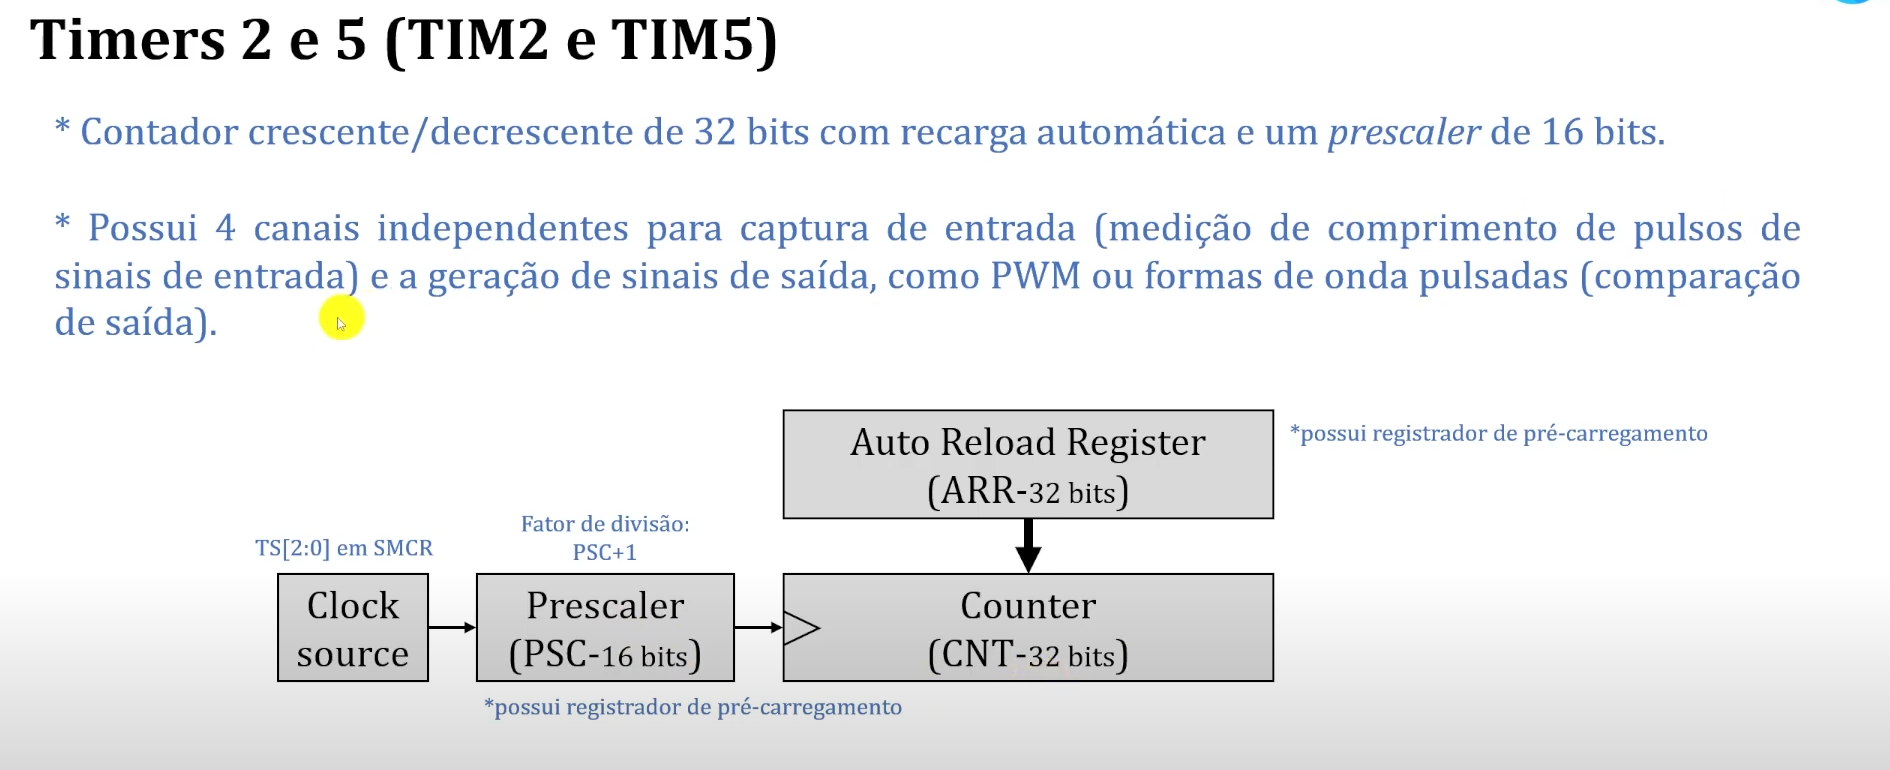 Timers 2 e 5 (TIM2 e TIM5)
* Contador crescente/decrescente de 32 bits com recarga automática e um prescaler de 16 bits.
* Possui 4 canais independentes para captura de entrada (medição de comprimento de pulsos de
sinais de entrada) e a geração de sinais de saída, como PWM ou formas de onda pulsadas (comparação
de saída).
Auto Reload Register
(ARR-32 bits)
*possui registrador de pré-carregamento
TS[2:0] em SMCR
Fator de divisão:
PSC+1
Clock
source
Prescaler
(PSC-16 bits)
Counter
(CNT-32 bits)
*possui registrador de pré-carregamento